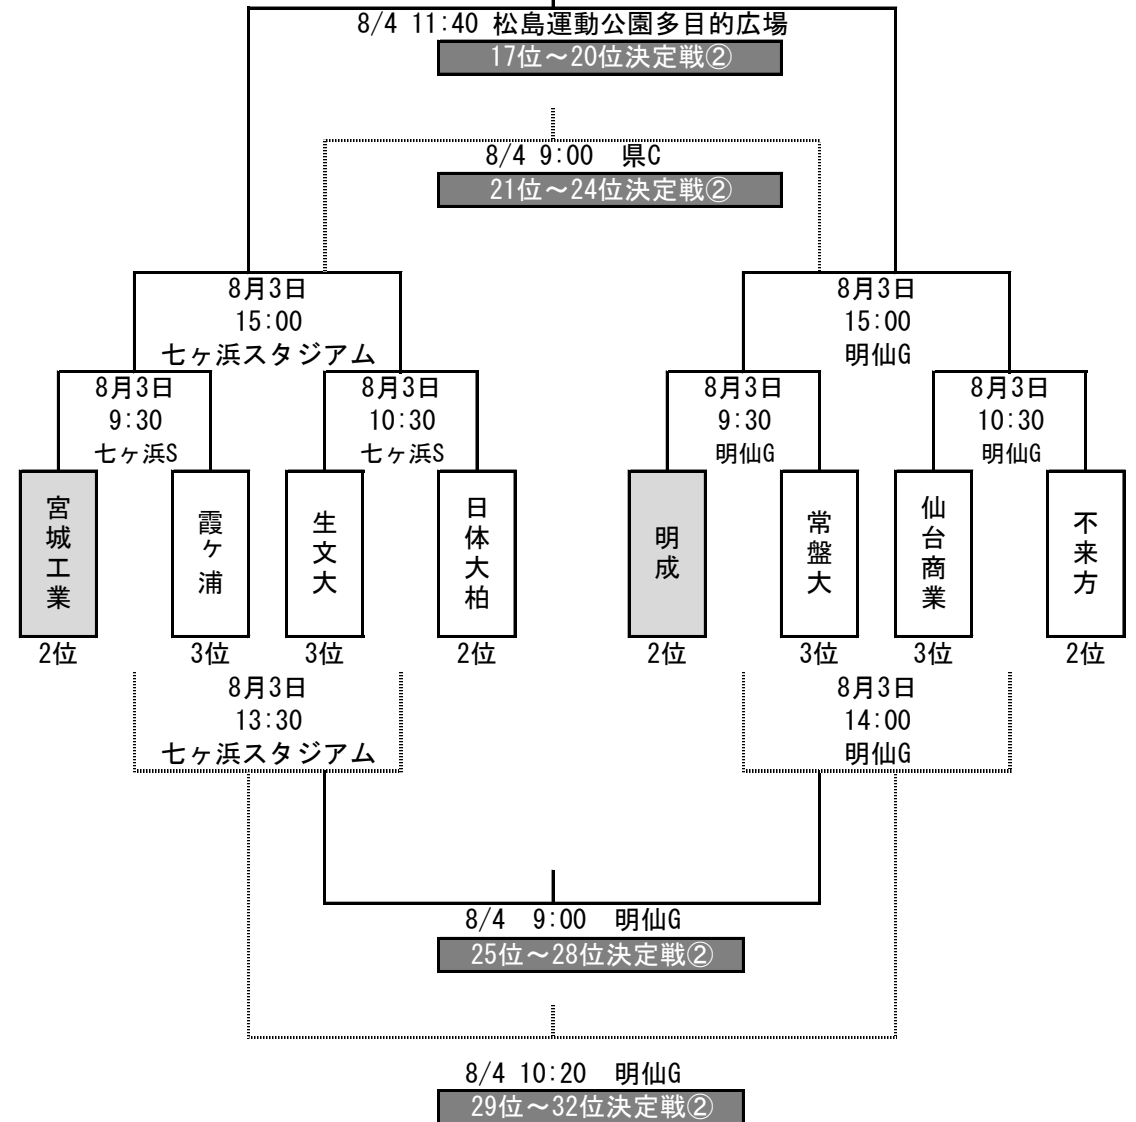 8/4 11:40 松島運動公園多目的広場
17位～20位決定戦②
8/4 9:00　県C
21位～24位決定戦②
8月3日
15:00
七ヶ浜スタジアム
8月3日
15:00
明仙G
8月3日
9:30
七ヶ浜S
8月3日
10:30
七ヶ浜S
8月3日
9:30
明仙G
8月3日
10:30
明仙G
宮城工業
霞ケ浦
生文大
日体大柏
明成
常盤大
仙台商業
不来方
2位
3位
3位
2位
2位
3位
3位
2位
8月3日
13:30
七ヶ浜スタジアム
8月3日
14:00
明仙G
8/4　9:00　明仙G
25位～28位決定戦②
8/4 10:20　明仙G
29位～32位決定戦②